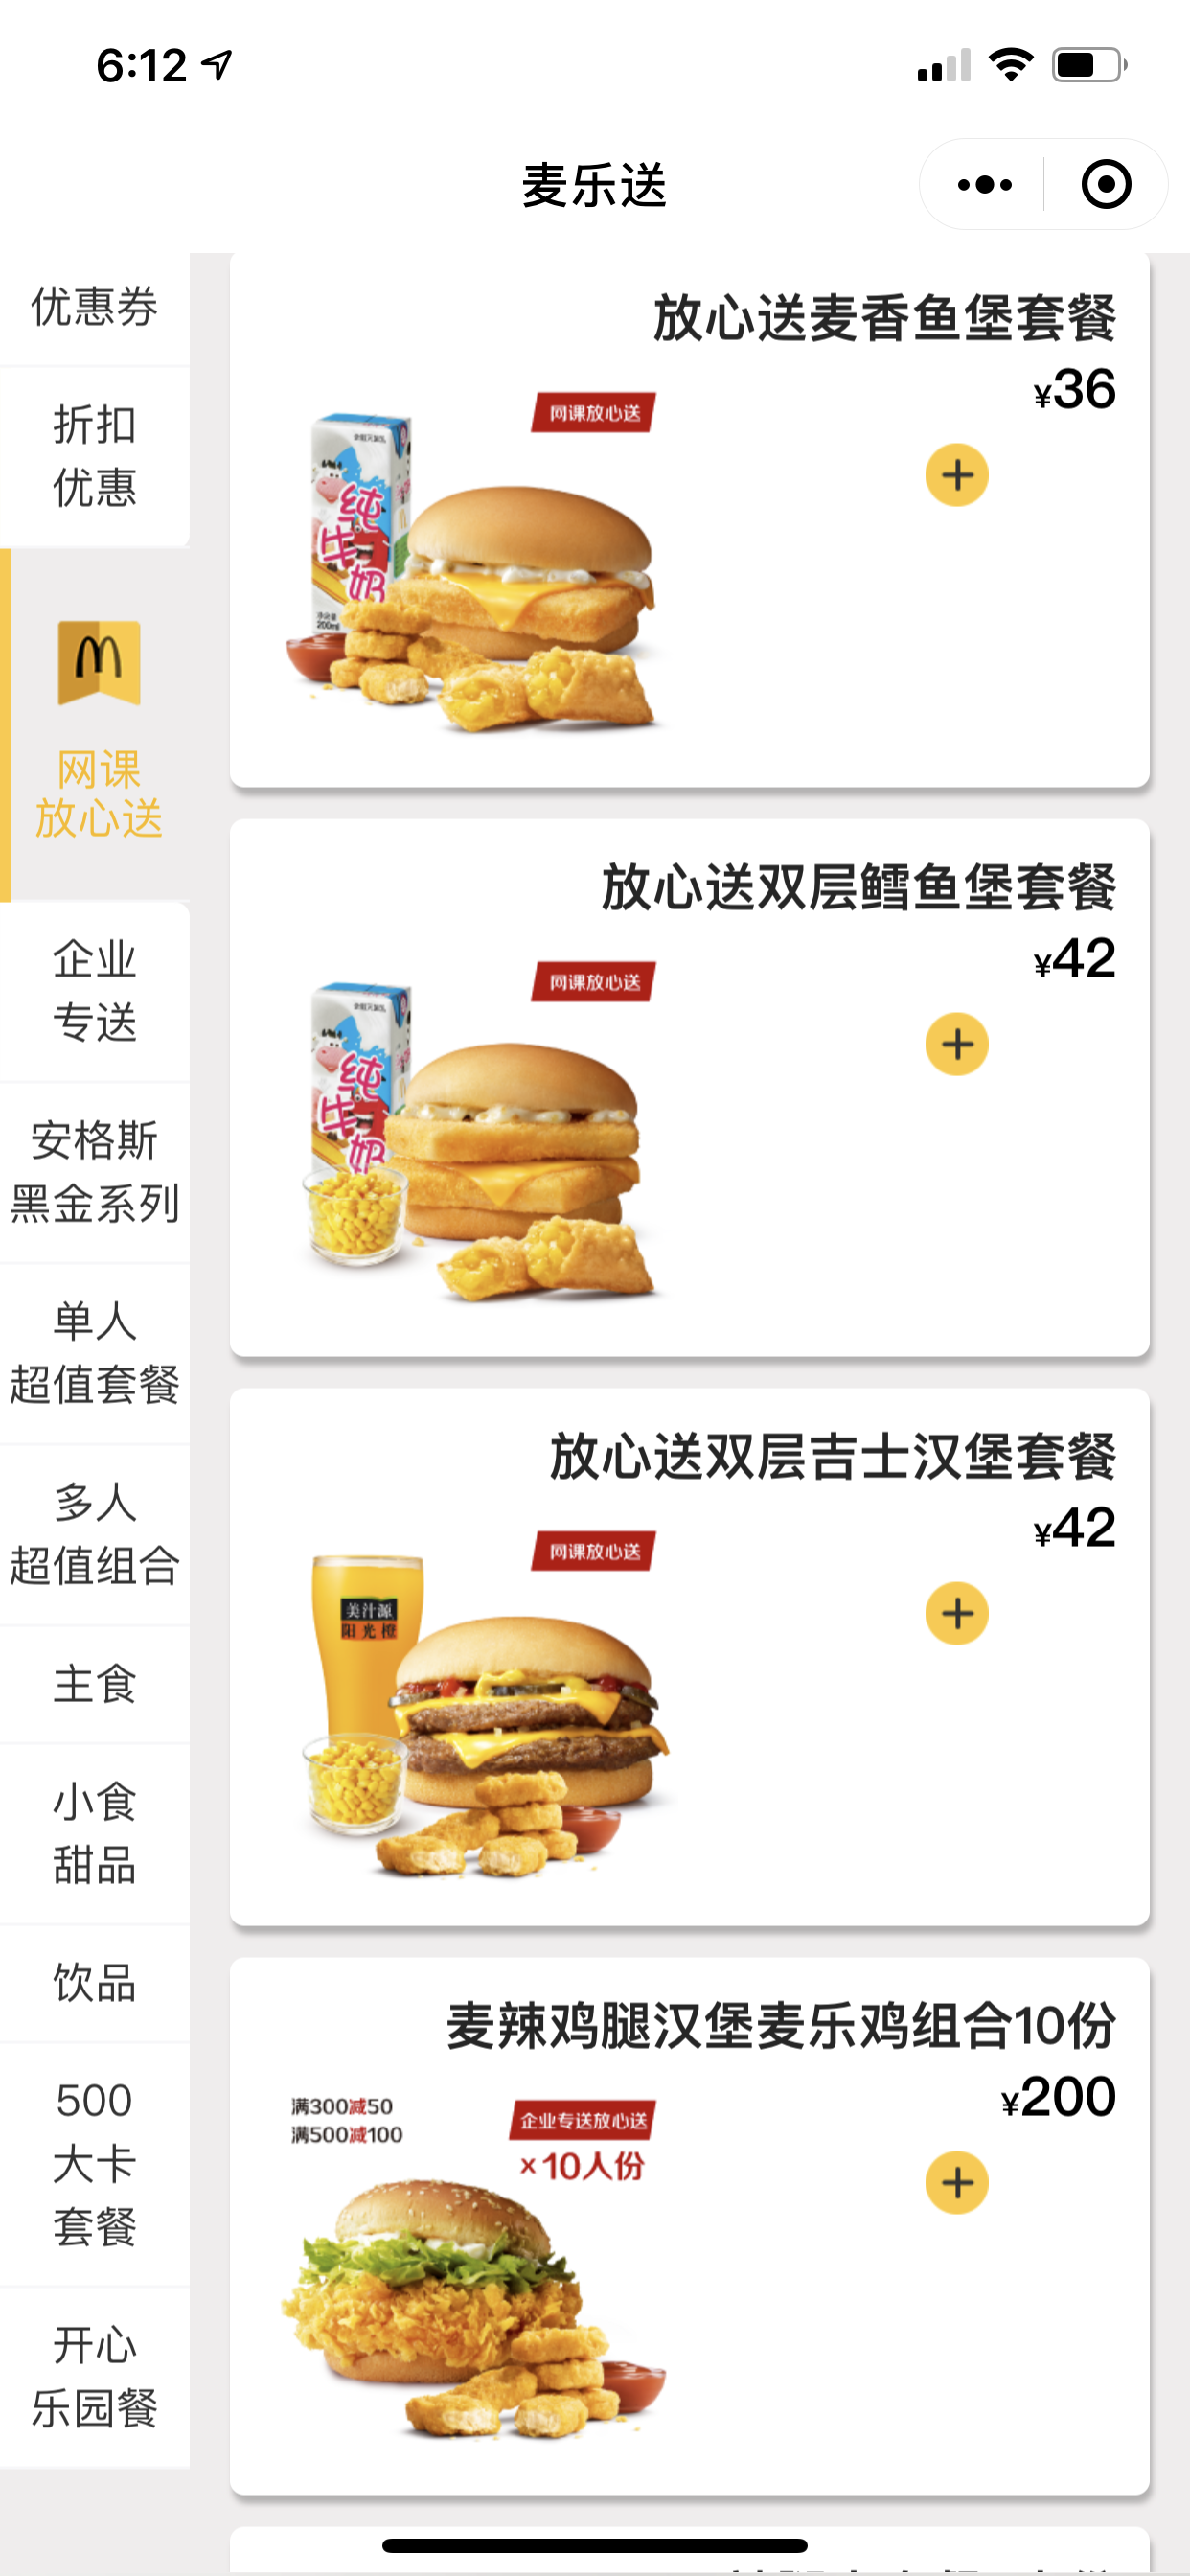 6:12
麦乐送
优惠券
折扣
优惠
网课
放心送
企业
专送
安格斯
黑金系列
单人
超值套餐
多人
超值组合
主食
小食
甜品
饮品
500
大卡
套餐
开心
乐园餐
放心送麦香鱼堡套餐
¥36
网课放心送
纯牛奶
净含量
200ml
放心送双层鳕鱼堡套餐
¥42
网课放心送
纯牛奶
放心送双层吉士汉堡套餐
¥42
网课放心送
美汁源
阳光橙
麦辣鸡腿汉堡麦乐鸡组合10份
¥200
满300减50
满500减100
企业专送放心送
×10人份